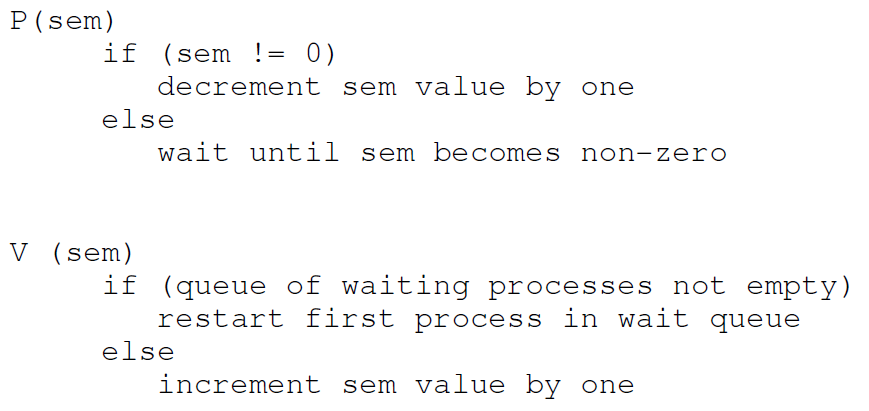 P(sem)
if (sem != 0)
decrement sem value by one
else
wait until sem becomes non-zero
V (sem)
if (queue of waiting processes not empty)
restart first process in wait queue
else
increment sem value by one